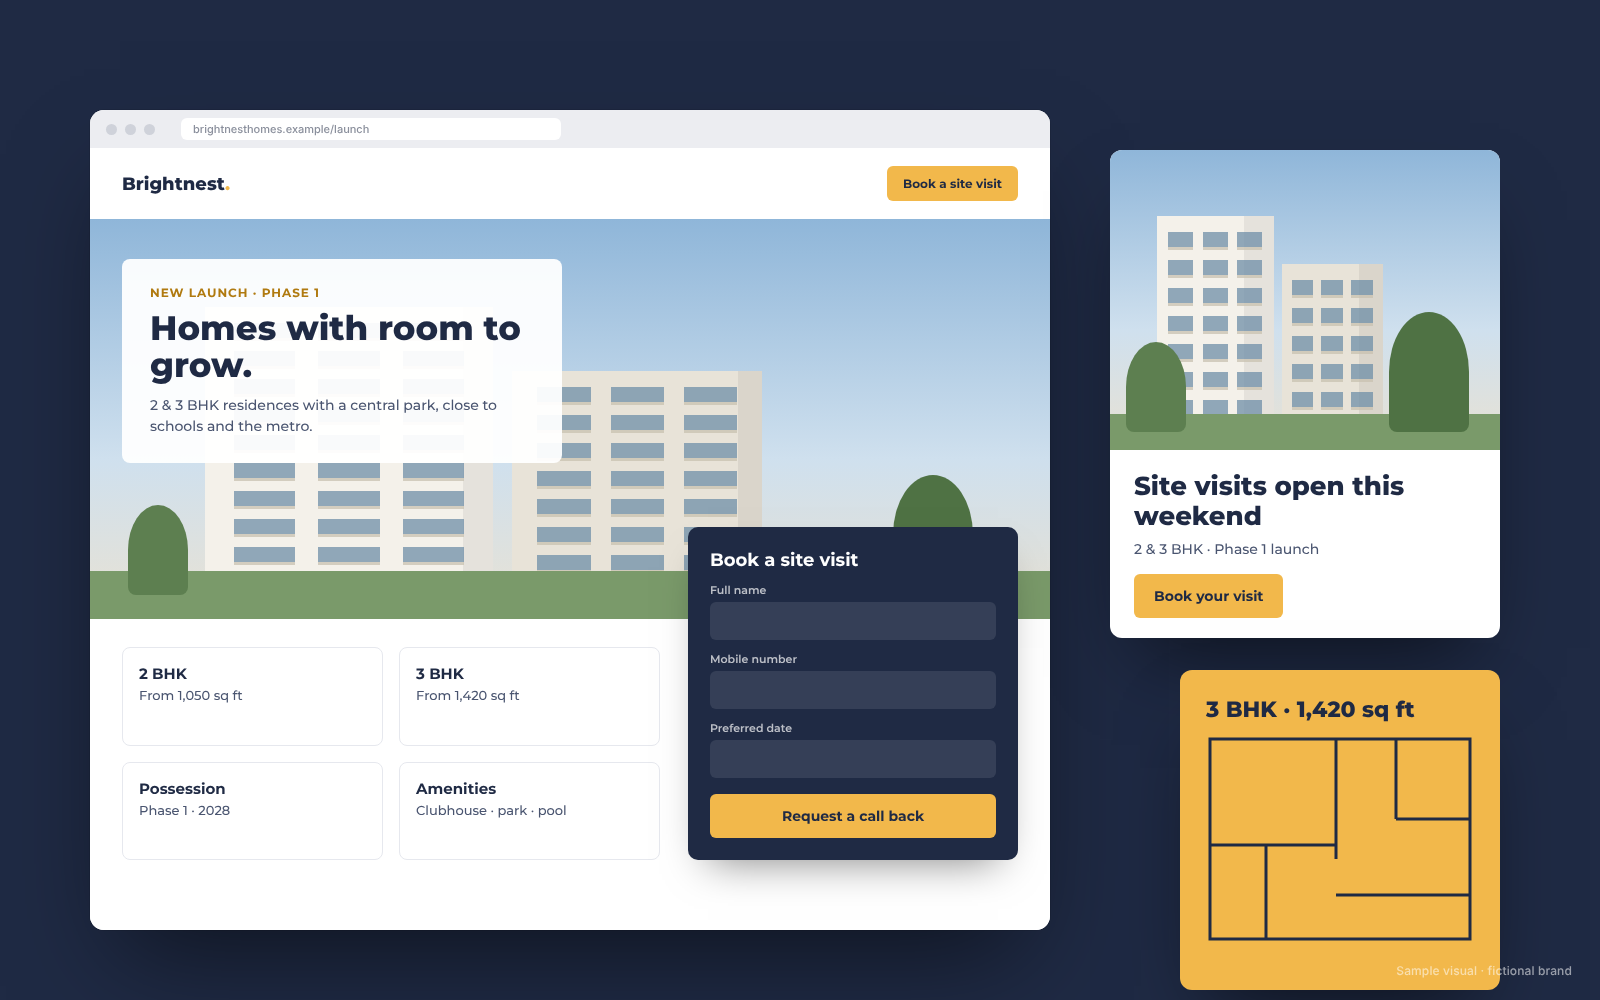 brightnesthomes.example/launch
Brightnest.
Book a site visit
NEW LAUNCH · PHASE 1
Homes with room to
grow.
2 & 3 BHK residences with a central park, close to
schools and the metro.
2 BHK
From 1,050 sq ft
3 BHK
From 1,420 sq ft
Possession
Phase 1 · 2028
Amenities
Clubhouse · park · pool
Book a site visit
Full name
Mobile number
Preferred date
Request a call back
Site visits open this
weekend
2 & 3 BHK · Phase 1 launch
Book your visit
3 BHK · 1,420 sq ft
Sample visual · fictional brand